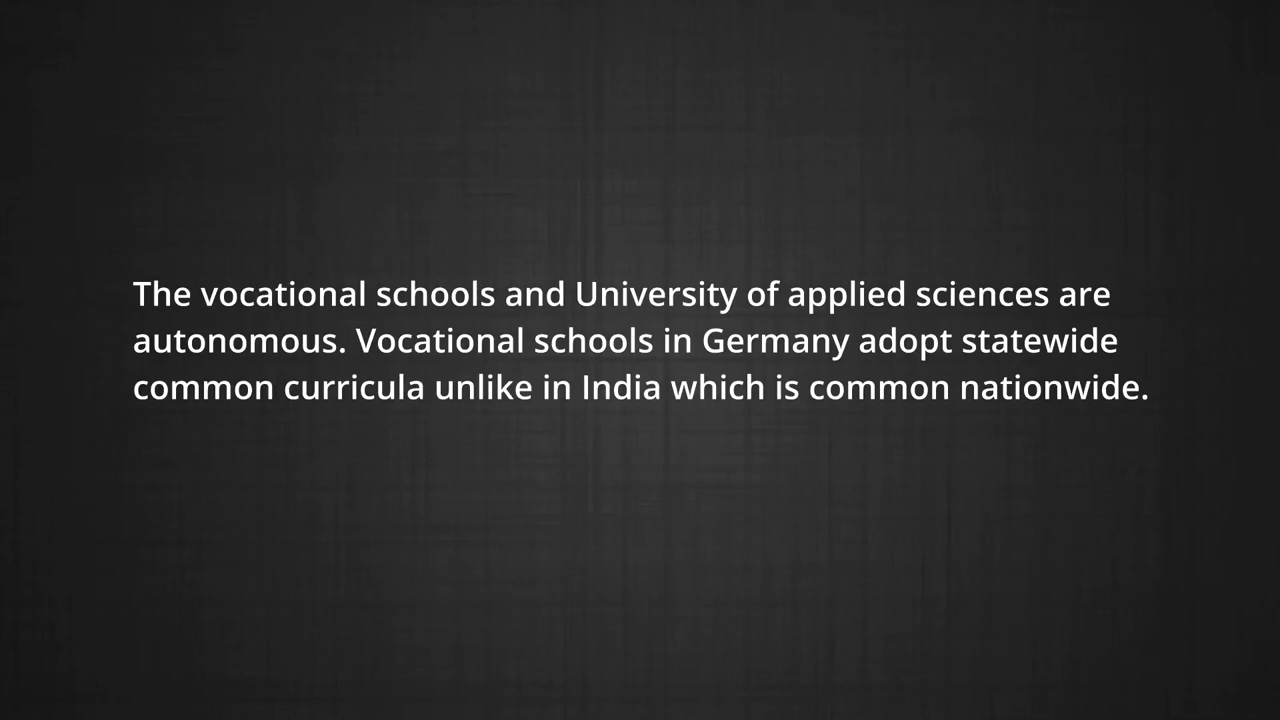 The vocational schools and University of applied sciences are
autonomous. Vocational schools in Germany adopt statewide
common curricula unlike in India which is common nationwide.